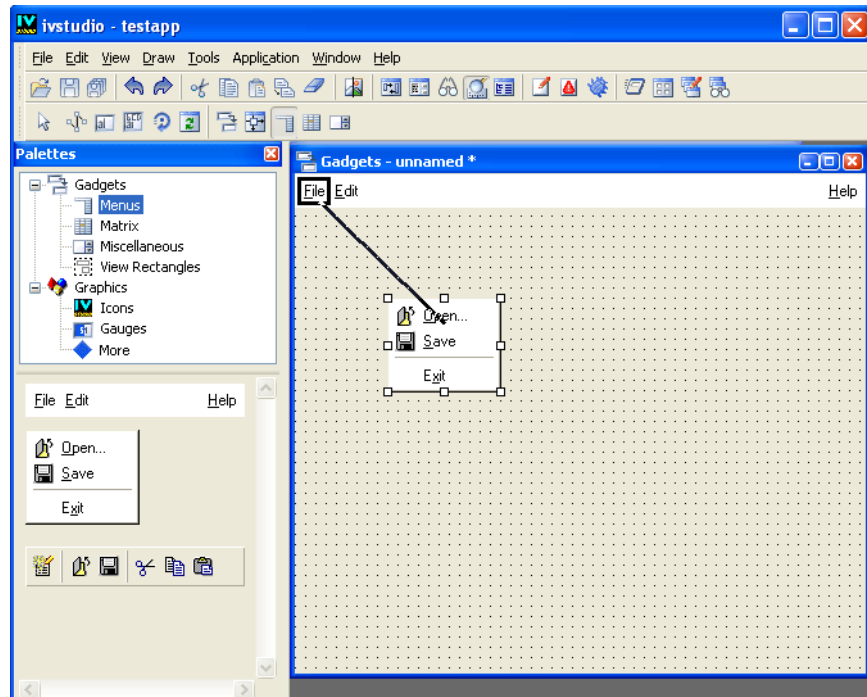 ivstudio - testapp
File Edit View Draw Tools Application Window Help
Palettes
Gadgets
Menus
Matrix
Miscellaneous
View Rectangles
Graphics
Icons
Gauges
More
File Edit Help
Open...
Save
Exit
Gadgets - unnamed *
File Edit Help
Open...
Save
Exit